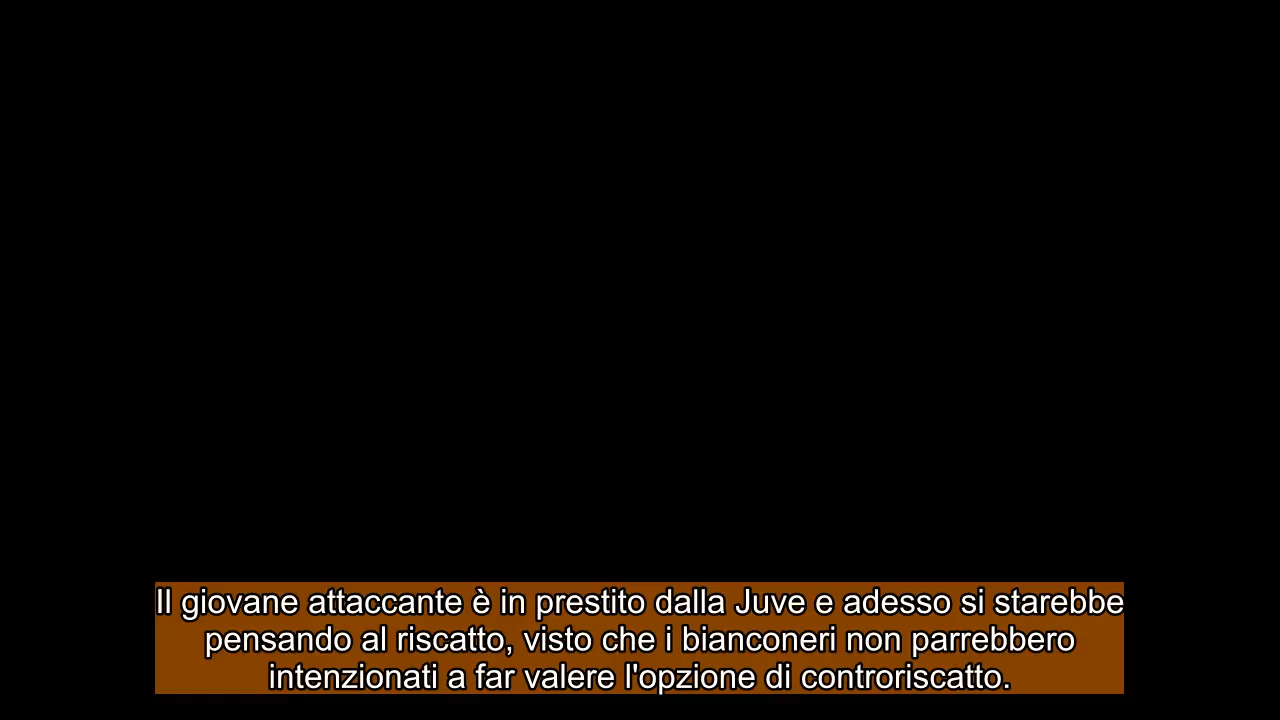 Il giovane attaccante è in prestito dalla Juve e adesso si starebbe
pensando al riscatto, visto che i bianconeri non parrebbero
intenzionati a far valere l'opzione di controriscatto.